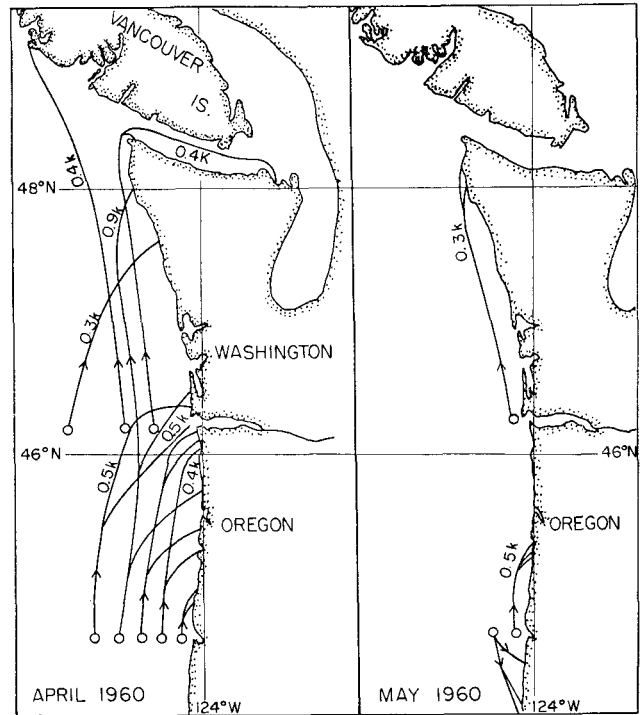 VANCOUVER
IS.
0.4k
0.4K
48°N
0.9k
0.3k
WASHINGTON
0.5k
46°N
0.5k
0.4k
OREGON
APRIL 1960
124°W
0.3k
0.5k
OREGON
MAY 1960
124°W